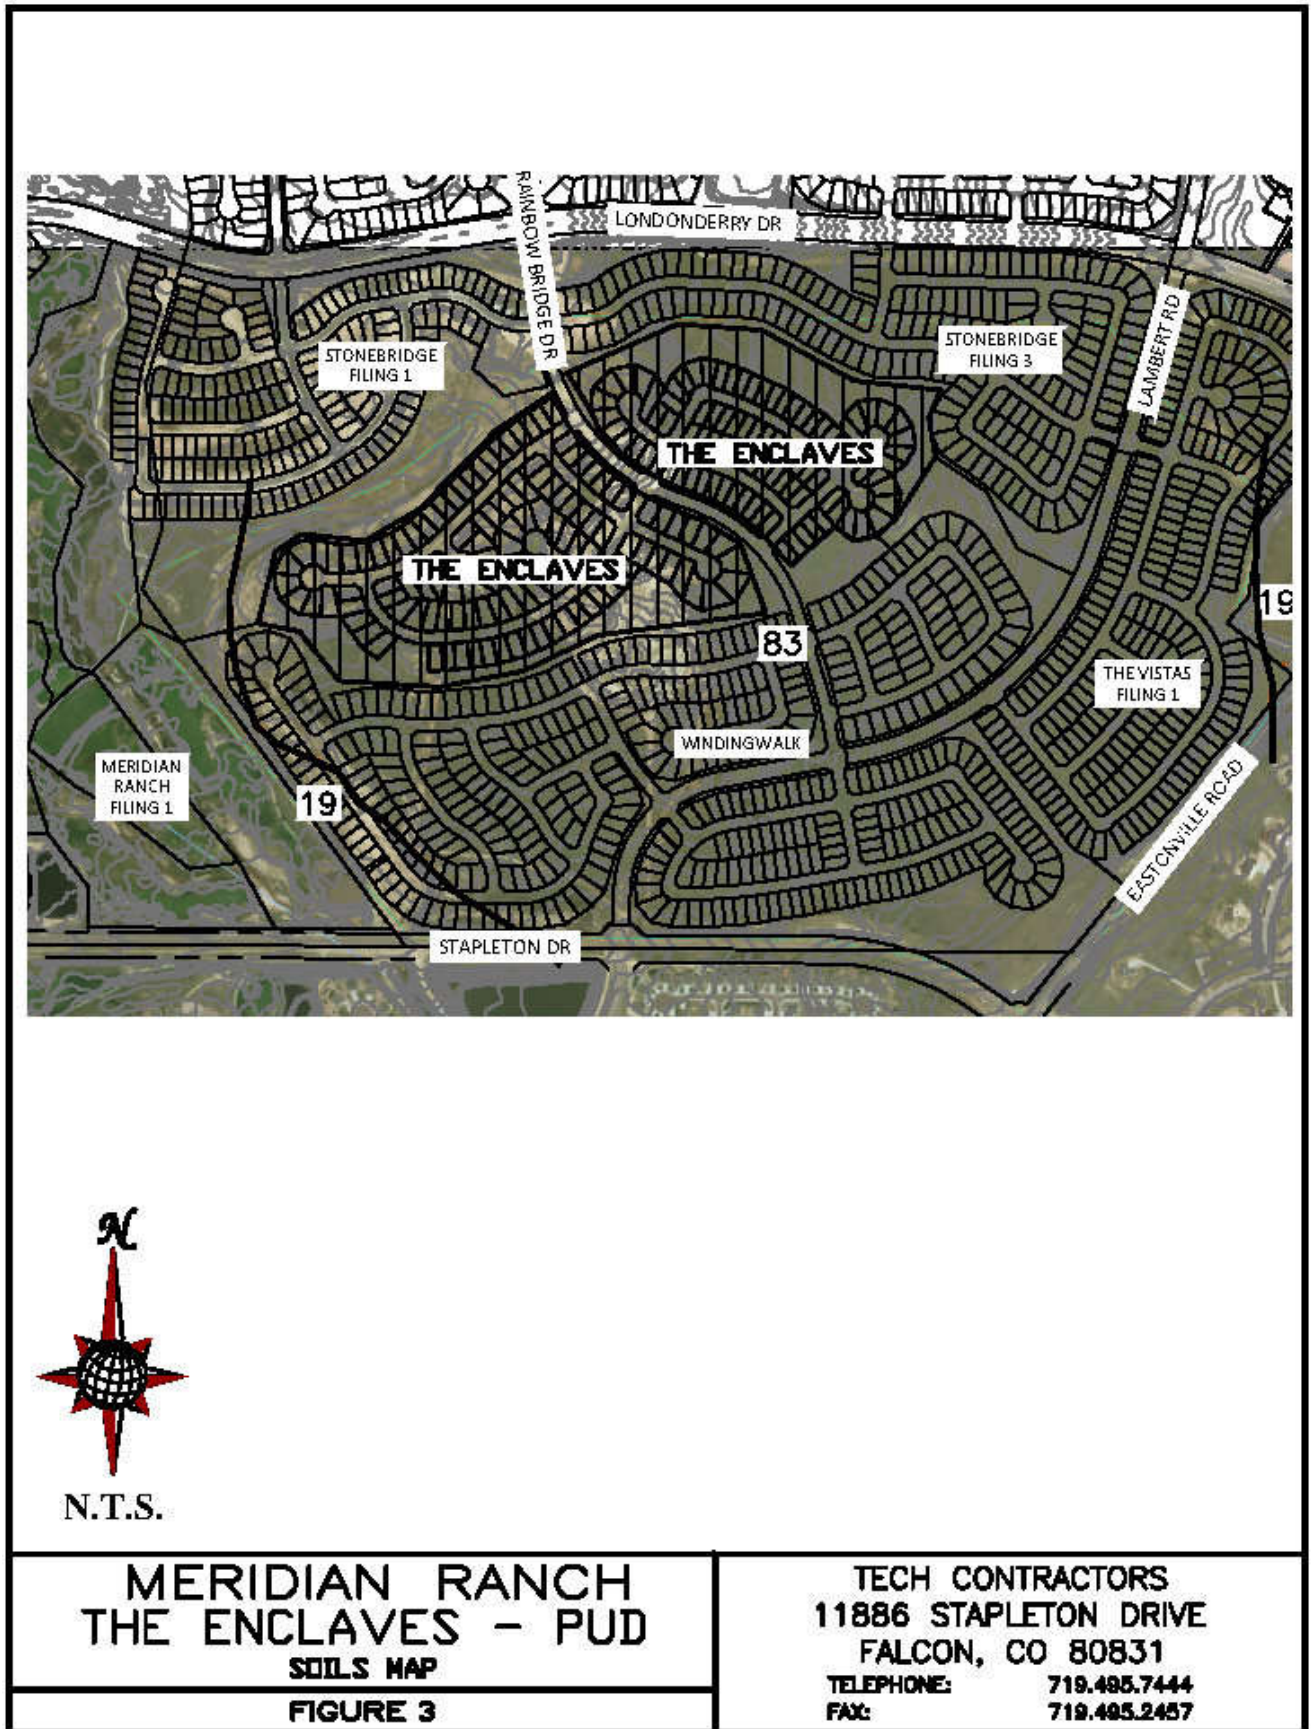 RAINBOW BRIDGE DR
LONDONDERRY DR
LAMBERT RD
STONEBRIDGE
FILING 1
STONEBRIDGE
FILING 3
THE ENCLAVES
THE ENCLAVES
19
83
THE VISTAS
FILING 1
WINDINGWALK
MERIDIAN
RANCH
FILING 1
19
EASTONVILLE ROAD
STAPLETON DR
N
N.T.S.
MERIDIAN RANCH
THE ENCLAVES - PUD
SOILS MAP
FIGURE 3
TECH CONTRACTORS
11886 STAPLETON DRIVE
FALCON, CO 80831
TELEPHONE: 719.495.7444
FAX: 719.495.2457